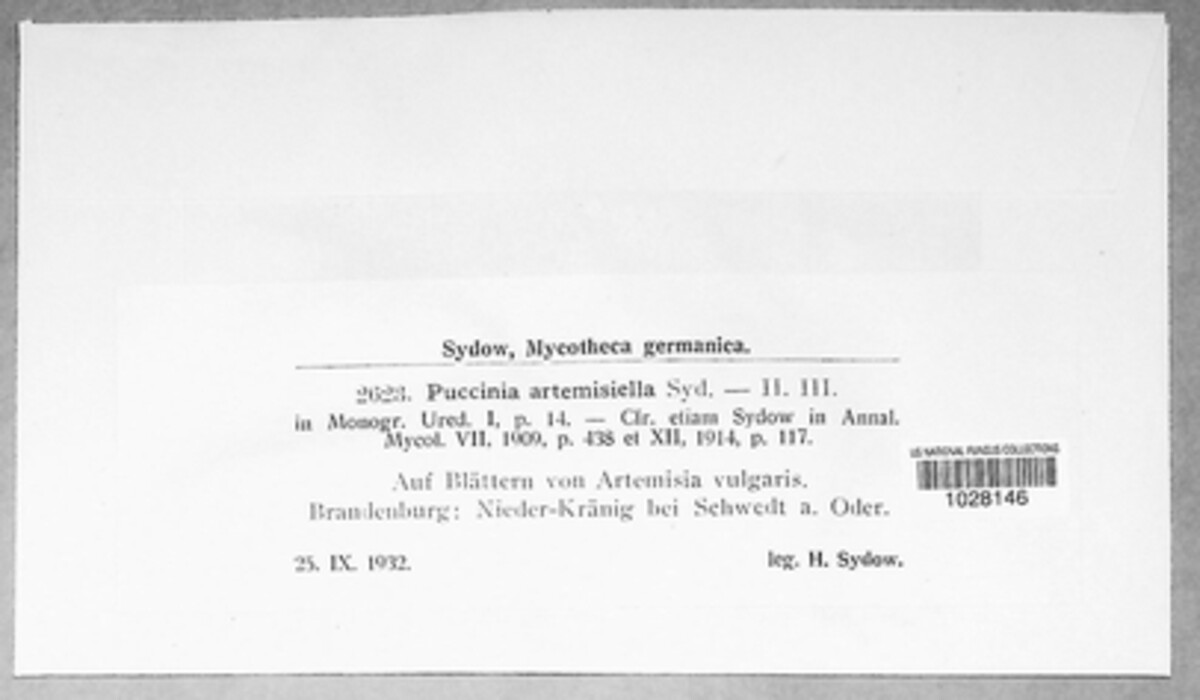 Sydow, Mycotheca germanica.
2623. Puccinia artemisiella Syd. — II. III.
in Monogr. Ured. I, p. 14. — Cfr. etiam Sydow in Annal.
Mycol. VII, 1909, p. 438 et XII, 1914, p. 117.
Auf Blättern von Artemisia vulgaris.
Brandenburg: Nieder-Kränig bei Schwedt a. Oder.
25. IX. 1932. leg. H. Sydow.
US NATIONAL FUNGUS COLLECTIONS
1028146